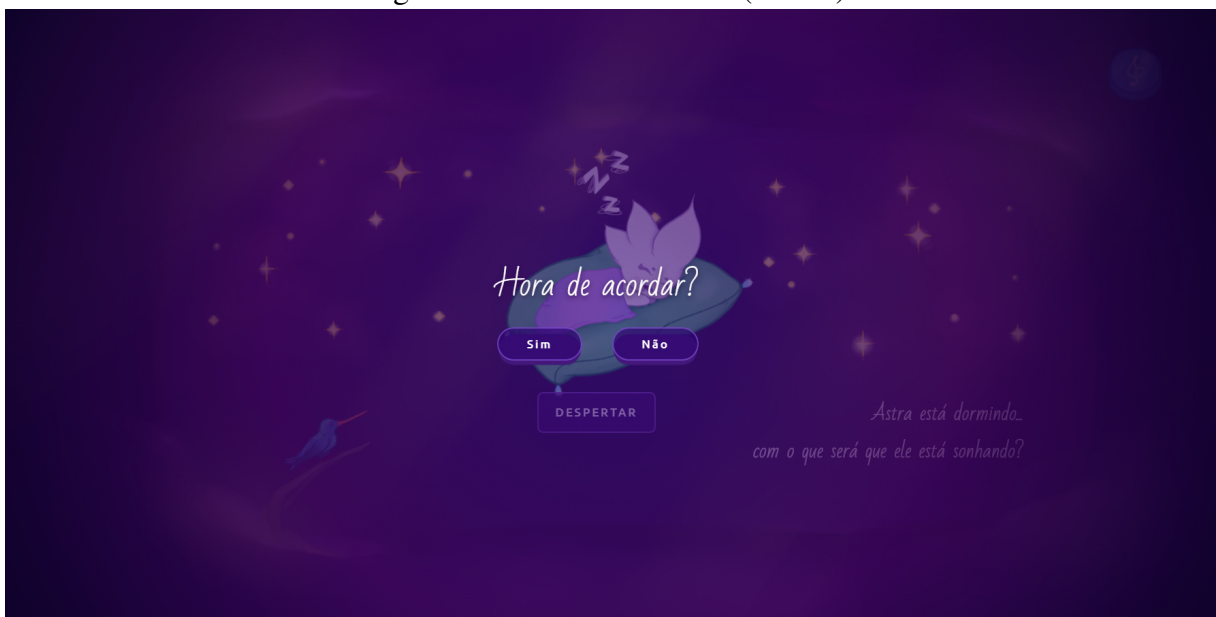 Z
Z
Z
Hora de acordar?
Sim
Não
DESPERTAR
Astra está dormindo...
com o que será que ele está sonhando?